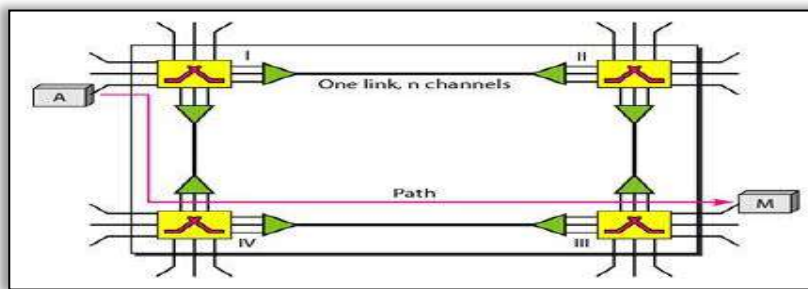 I
II
One link, n channels
A
Path
M
IV
III